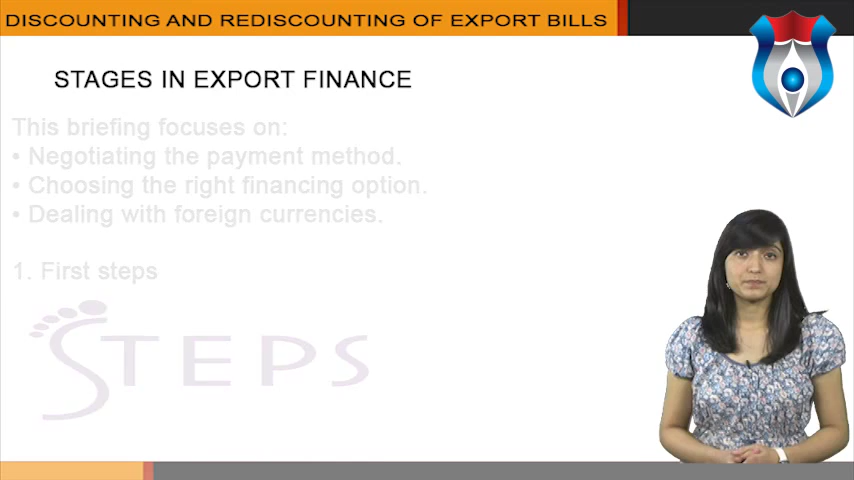 DISCOUNTING AND REDISCOUNTING OF EXPORT BILLS
STAGES IN EXPORT FINANCE
This briefing focuses on:
• Negotiating the payment method.
• Choosing the right financing option.
• Dealing with foreign currencies.
1. First steps
STEPS